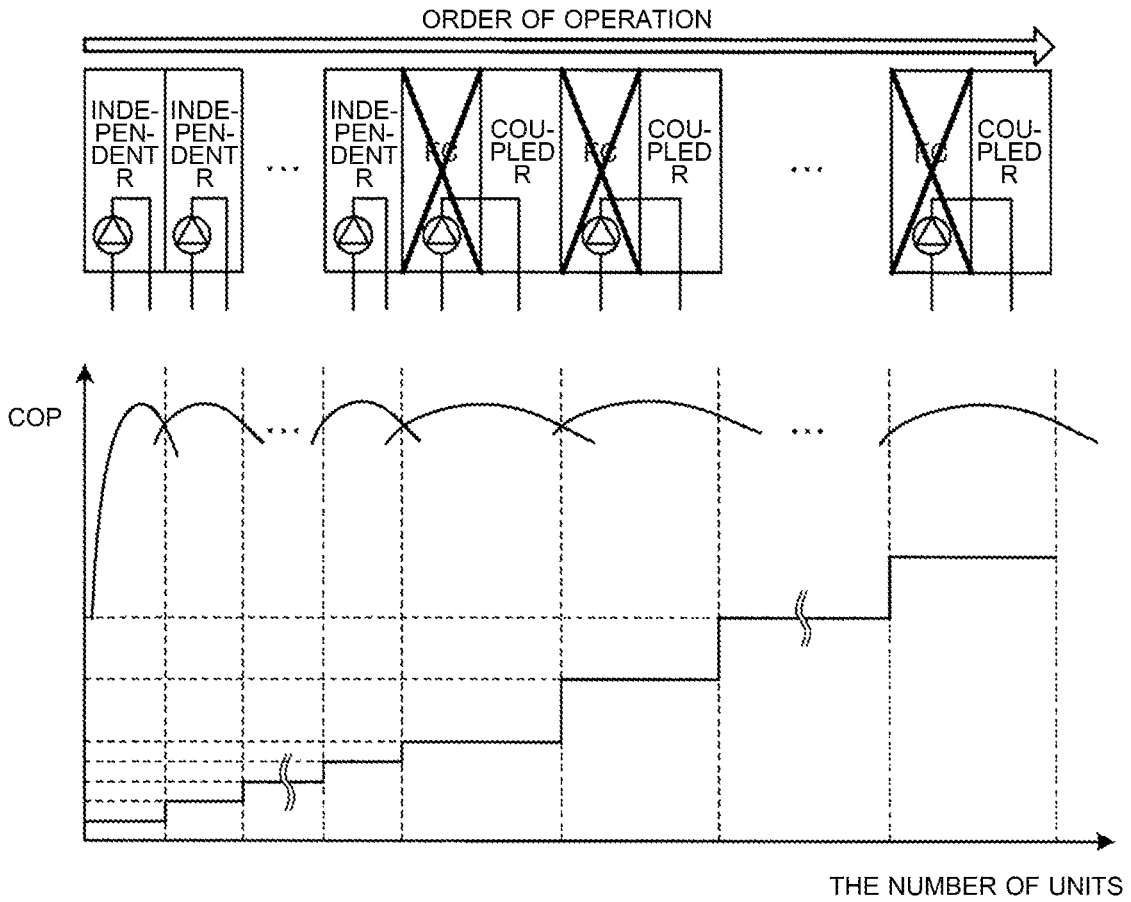 ORDER OF OPERATION
INDE-
PEN-
DENT
R
INDE-
PEN-
DENT
R
...
INDE-
PEN-
DENT
R
COU-
PLED
R
COU-
PLED
R
...
COU-
PLED
R
COP
...
...
THE NUMBER OF UNITS